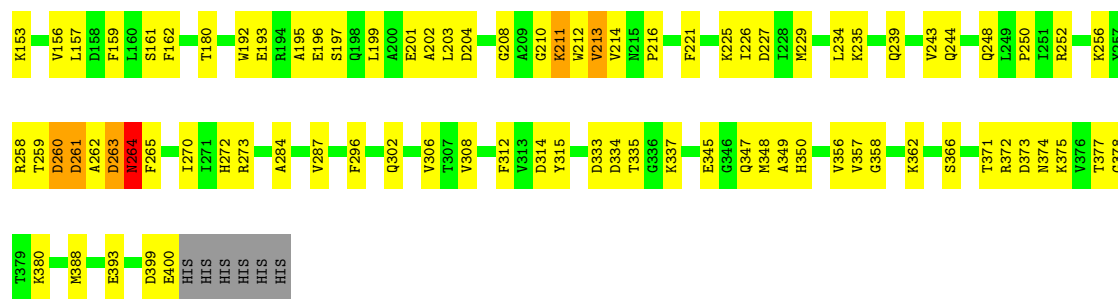 K153 V156 L157 D158 F159 L160 S161 F162 T180 W192 E193 R194 A195 E196 S197 Q198 L199 A200 E201 A202 L203 D204 G208 A209 G210 K211 W212 V213 V214 N215 P216 F221 K225 I226 D227 I228 M229 L234 K235 Q239 V243 Q244 Q248 L249 P250 I251 R252 K256 Y257
R258 T259 D260 D261 A262 D263 N264 F265 I270 I271 H272 R273 A284 V287 F296 Q302 V306 T307 V308 F312 V313 D314 Y315 D333 D334 T335 G336 K337 E345 G346 Q347 M348 A349 H350 V356 V357 G358 K362 S366 T371 R372 D373 N374 K375 V376 T377
T379 K380 M388 E393 D399 E400 HIS HIS HIS HIS HIS HIS